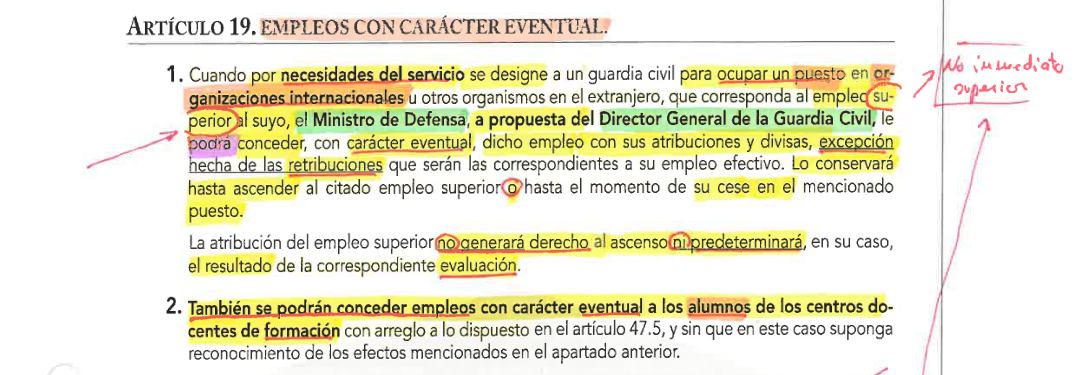 ARTÍCULO 19. EMPLEOS CON CARÁCTER EVENTUAL.
1. Cuando por necesidades del servicio se designe a un guardia civil para ocupar un puesto en or-
ganizaciones internacionales u otros organismos en el extranjero, que corresponda al empleo su-
perior al suyo, el Ministro de Defensa, a propuesta del Director General de la Guardia Civil, le
podrá conceder, con carácter eventual, dicho empleo con sus atribuciones y divisas, excepción
hecha de las retribuciones que serán las correspondientes a su empleo efectivo. Lo conservará
hasta ascender al citado empleo superior o hasta el momento de su cese en el mencionado
puesto.
La atribución del empleo superior no generará derecho al ascenso ni predeterminará, en su caso,
el resultado de la correspondiente evaluación.
2. También se podrán conceder empleos con carácter eventual a los alumnos de los centros do-
centes de formación con arreglo a lo dispuesto en el artículo 47.5, y sin que en este caso suponga
reconocimiento de los efectos mencionados en el apartado anterior.
No inmediato
superior